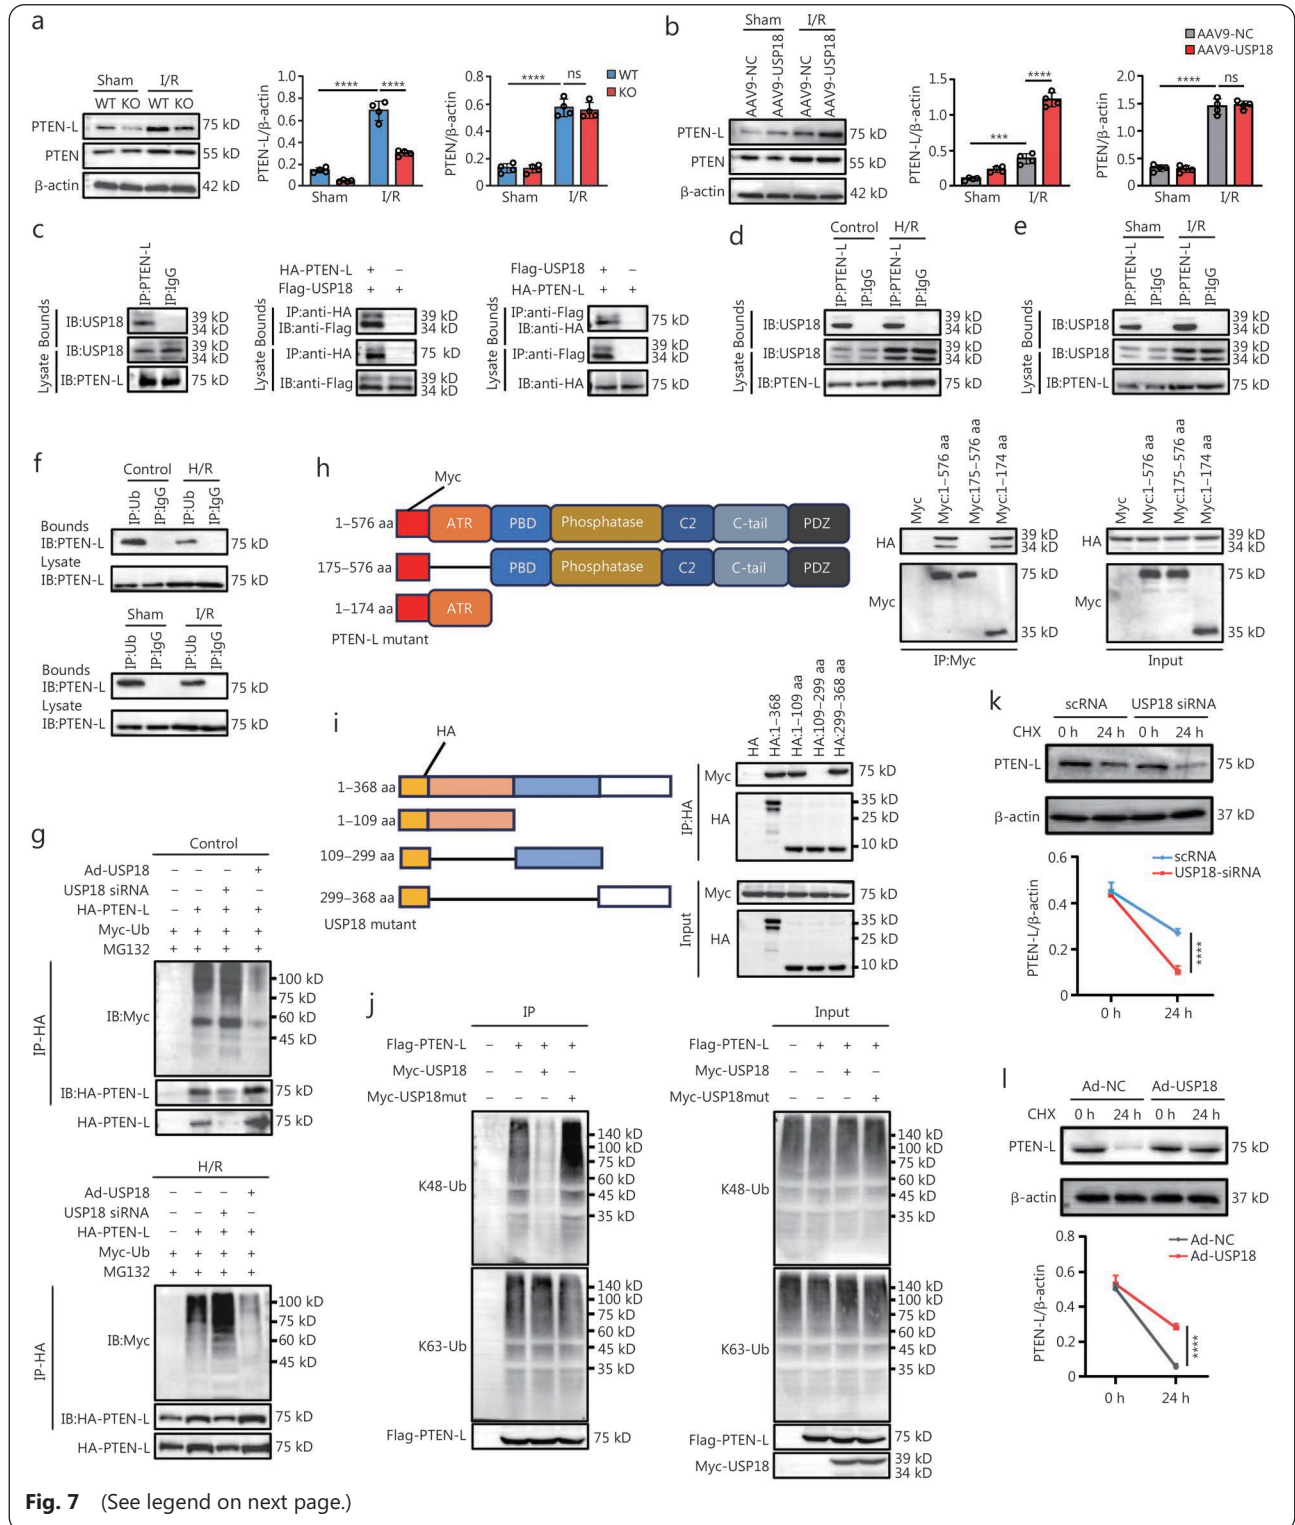 a
Sham I/R
WT KO WT KO
PTEN-L 75 kD
PTEN 55 kD
β-actin 42 kD
PTEN-L/β-actin
1.0
0.8
0.6
0.4
0.2
0
**** ****
Sham I/R
PTEN/β-actin
0.8
0.6
0.4
0.2
0
**** ns
Sham I/R
WT
KO
b
Sham I/R
AAV9-NC
AAV9-USP18
AAV9-NC
AAV9-USP18
PTEN-L 75 kD
PTEN 55 kD
β-actin 42 kD
PTEN-L/β-actin
1.5
1.0
0.5
0
*** ****
Sham I/R
PTEN/β-actin
2.0
1.5
1.0
0.5
0
**** ns
Sham I/R
AAV9-NC
AAV9-USP18
c
IP:PTEN-L
IP:IgG
Lysate Bounds
IB:USP18 39 kD
34 kD
IB:USP18 39 kD
34 kD
IB:PTEN-L 75 kD
HA-PTEN-L + −
Flag-USP18 + +
Lysate Bounds
IP:anti-HA 39 kD
IB:anti-Flag 34 kD
IP:anti-HA 75 kD
IB:anti-Flag 39 kD
34 kD
Flag-USP18 + −
HA-PTEN-L + +
Lysate Bounds
IP:anti-Flag
IB:anti-HA 75 kD
IP:anti-Flag 39 kD
34 kD
IB:anti-HA 75 kD
d
Control H/R
IP:PTEN-L
IP:IgG
IP:PTEN-L
IP:IgG
Lysate Bounds
IB:USP18 39 kD
34 kD
IB:USP18 39 kD
34 kD
IB:PTEN-L 75 kD
e
Sham I/R
IP:PTEN-L
IP:IgG
IP:PTEN-L
IP:IgG
Lysate Bounds
IB:USP18 39 kD
34 kD
IB:USP18 39 kD
34 kD
IB:PTEN-L 75 kD
f
Control H/R
IP:Ub
IP:IgG
IP:Ub
IP:IgG
Bounds
IB:PTEN-L 75 kD
Lysate
IB:PTEN-L 75 kD
Sham I/R
IP:Ub
IP:IgG
IP:Ub
IP:IgG
Bounds
IB:PTEN-L 75 kD
Lysate
IB:PTEN-L 75 kD
h
Myc
1–576 aa ATR PBD Phosphatase C2 C-tail PDZ
175–576 aa PBD Phosphatase C2 C-tail PDZ
1–174 aa ATR
PTEN-L mutant
Myc
Myc:1–576 aa
Myc:175–576 aa
Myc:1–174 aa
HA 39 kD
34 kD
Myc 75 kD
35 kD
IP:Myc
Myc
Myc:1–576 aa
Myc:175–576 aa
Myc:1–174 aa
HA 39 kD
34 kD
Myc 75 kD
35 kD
Input
i
HA
1–368 aa
1–109 aa
109–299 aa
299–368 aa
USP18 mutant
HA
HA:1–368
HA:1–109 aa
HA:109–299 aa
HA:299–368 aa
IP:HA
Myc 75 kD
HA 35 kD
25 kD
10 kD
Input
Myc 75 kD
HA 35 kD
25 kD
10 kD
k
scRNA USP18 siRNA
CHX 0 h 24 h 0 h 24 h
PTEN-L 75 kD
β-actin 37 kD
scRNA
USP18-siRNA
PTEN-L/β-actin
0.6
0.4
0.2
0
****
0 h 24 h
g
Control
Ad-USP18 − − − +
USP18 siRNA − − + −
HA-PTEN-L − + + +
Myc-Ub + + + +
MG132 + + + +
IP-HA
IB:Myc
100 kD
75 kD
60 kD
45 kD
IB:HA-PTEN-L 75 kD
HA-PTEN-L 75 kD
H/R
Ad-USP18 − − − +
USP18 siRNA − − + −
HA-PTEN-L − + + +
Myc-Ub + + + +
MG132 + + + +
IP-HA
IB:Myc
100 kD
75 kD
60 kD
45 kD
IB:HA-PTEN-L 75 kD
HA-PTEN-L 75 kD
j
IP
Flag-PTEN-L − + + +
Myc-USP18 − − + −
Myc-USP18mut − − − +
K48-Ub
140 kD
100 kD
75 kD
60 kD
45 kD
35 kD
K63-Ub
140 kD
100 kD
75 kD
60 kD
45 kD
35 kD
Flag-PTEN-L 75 kD
Input
Flag-PTEN-L − + + +
Myc-USP18 − − + −
Myc-USP18mut − − − +
K48-Ub
140 kD
100 kD
75 kD
60 kD
45 kD
35 kD
K63-Ub
140 kD
100 kD
75 kD
60 kD
45 kD
35 kD
Flag-PTEN-L 75 kD
Myc-USP18 39 kD
34 kD
l
Ad-NC Ad-USP18
CHX 0 h 24 h 0 h 24 h
PTEN-L 75 kD
β-actin 37 kD
Ad-NC
Ad-USP18
PTEN-L/β-actin
0.8
0.6
0.4
0.2
0
****
0 h 24 h
Fig. 7 (See legend on next page.)